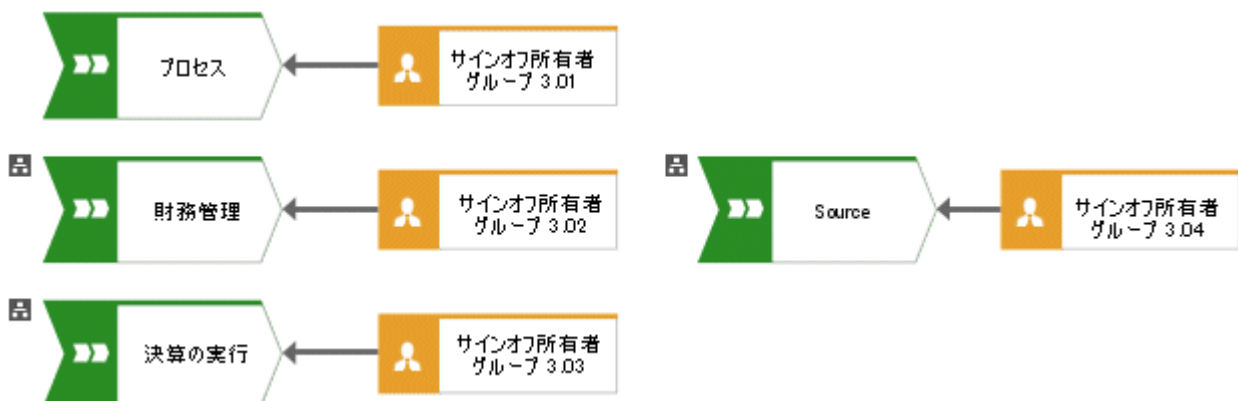 プロセス
サインオフ所有者
グループ 3.01
財務管理
サインオフ所有者
グループ 3.02
Source
サインオフ所有者
グループ 3.04
決算の実行
サインオフ所有者
グループ 3.03